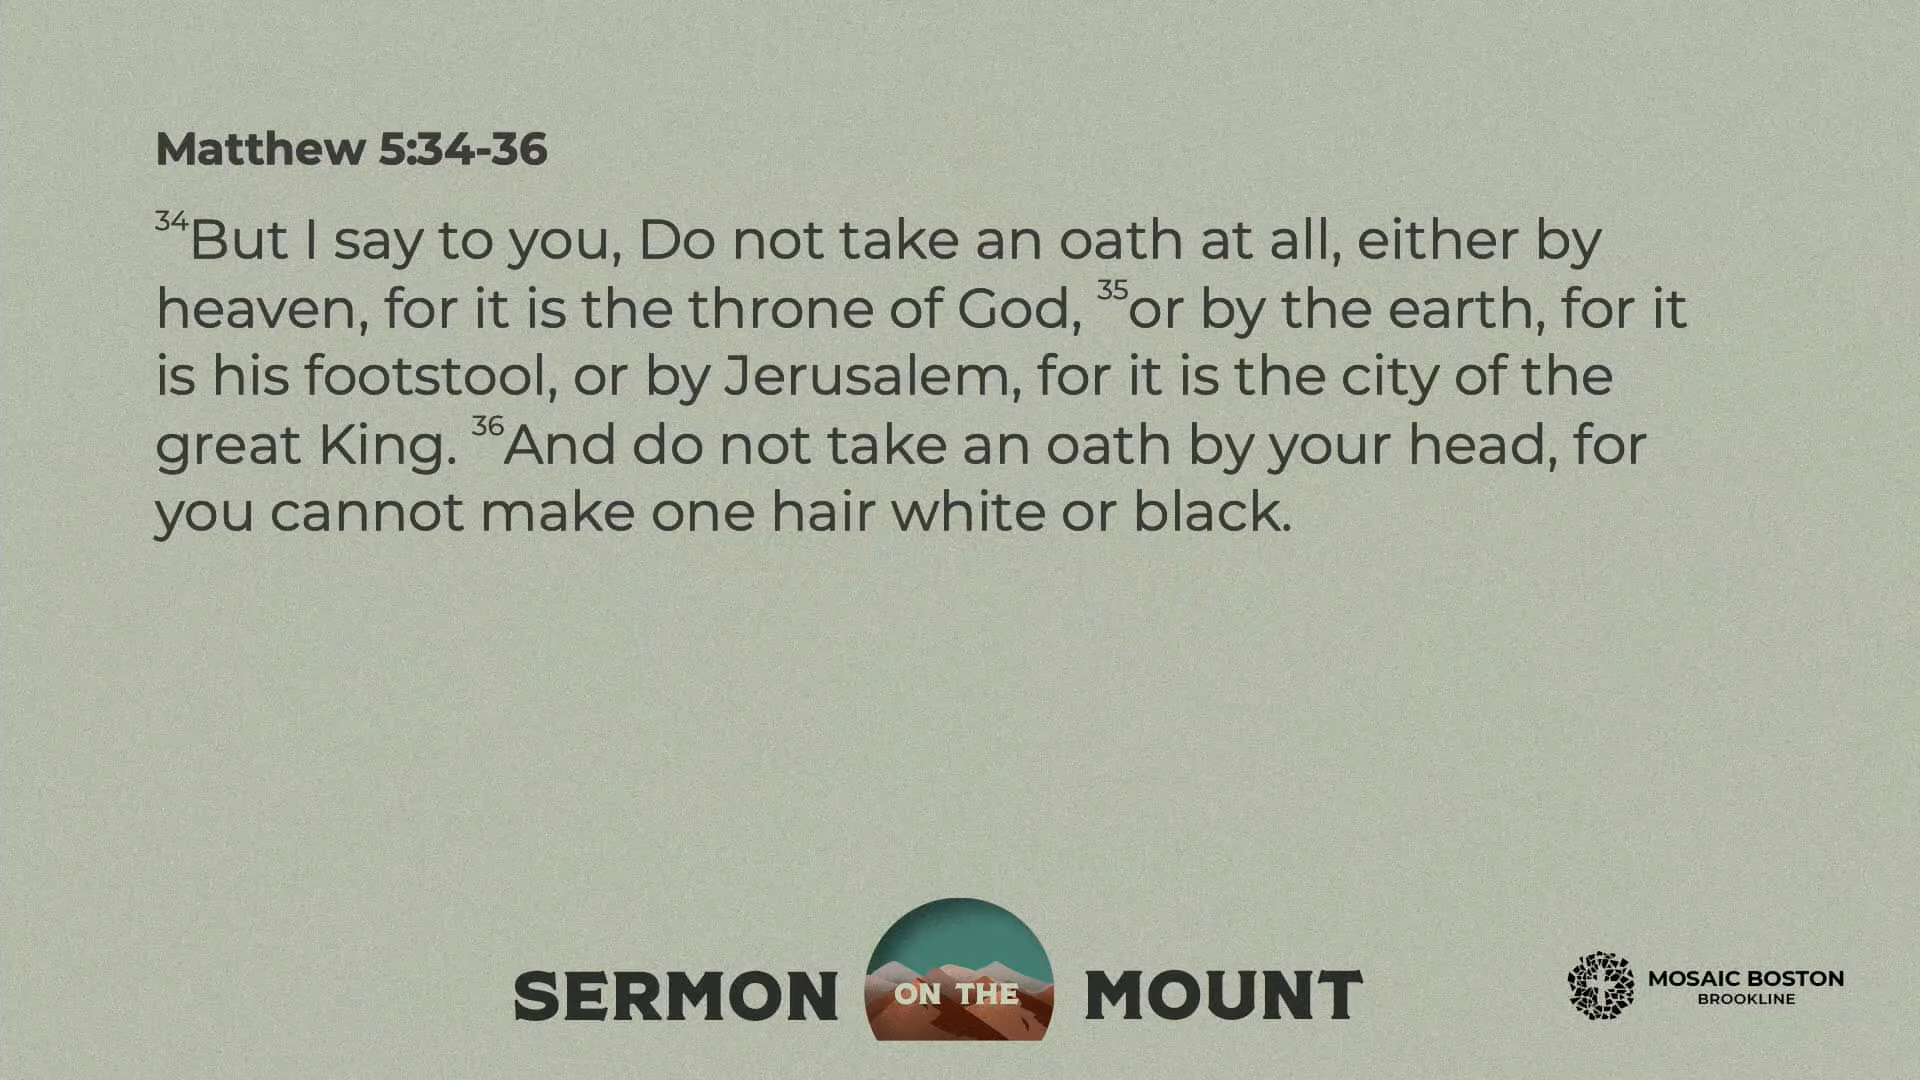 Matthew 5:34-36
34But I say to you, Do not take an oath at all, either by
heaven, for it is the throne of God, 35or by the earth, for it
is his footstool, or by Jerusalem, for it is the city of the
great King. 36And do not take an oath by your head, for
you cannot make one hair white or black.
SERMON ON THE MOUNT
MOSAIC BOSTON
BROOKLINE